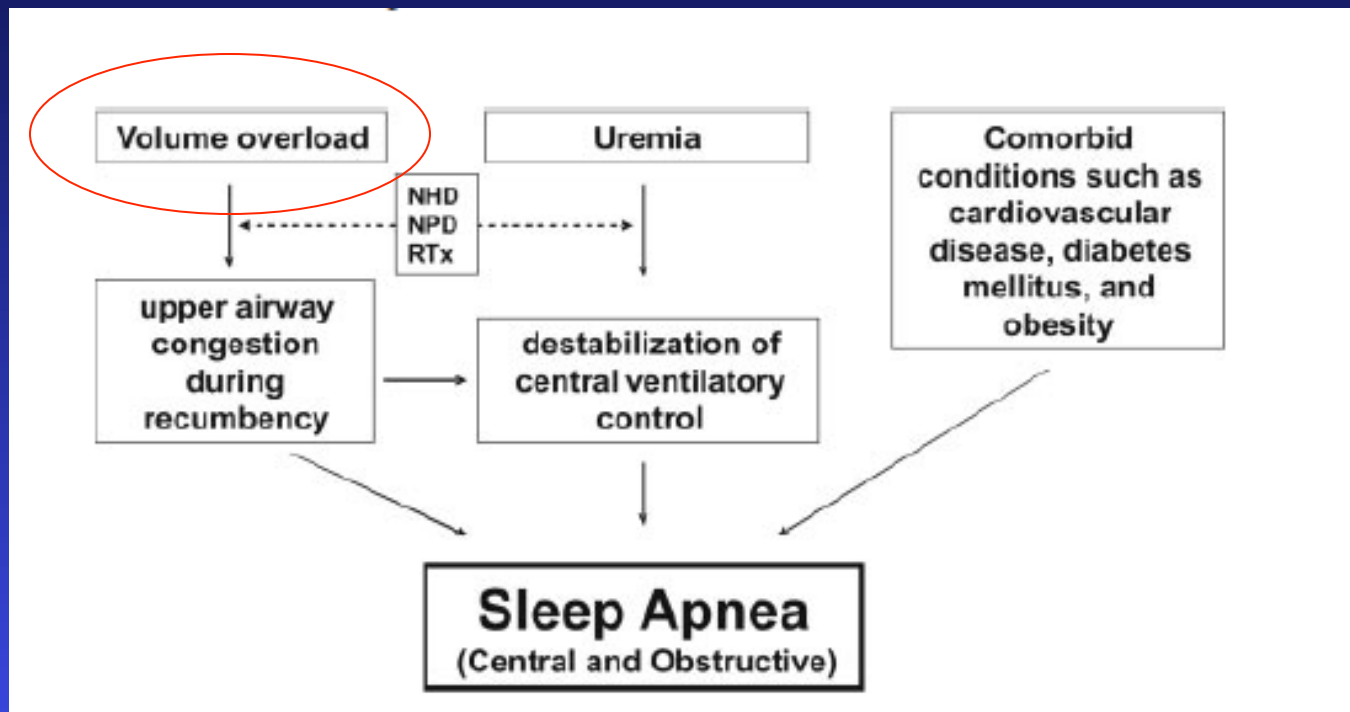 Volume overload
Uremia
Comorbid
conditions such as
cardiovascular
disease, diabetes
mellitus, and
obesity
NHD
NPD
RTx
upper airway
congestion
during
recumbency
destabilization of
central ventilatory
control
Sleep Apnea
(Central and Obstructive)